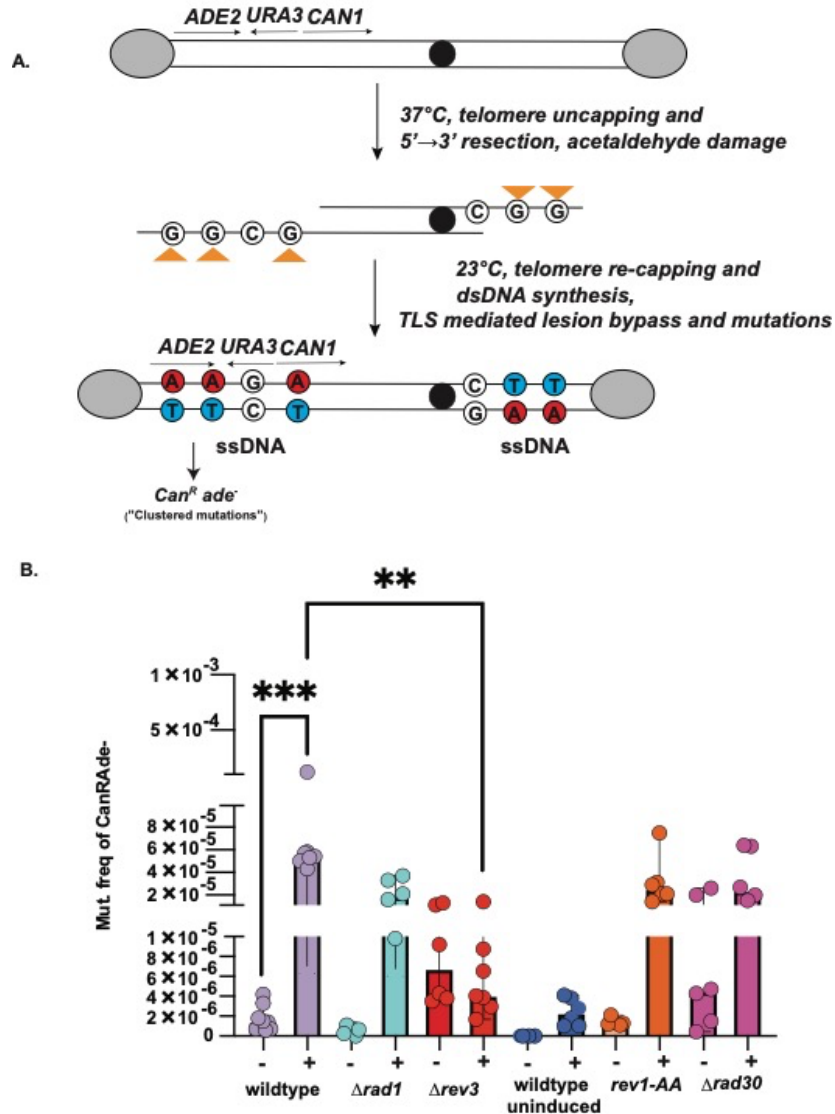 A.
ADE2 URA3 CAN1
37°C, telomere uncapping and
5'→3' resection, acetaldehyde damage
C G G
G G C G
23°C, telomere re-capping and
dsDNA synthesis,
TLS mediated lesion bypass and mutations
ADE2 URA3 CAN1
A A G A C T T
T T C T G A A
ssDNA ssDNA
Can^R ade^-
("Clustered mutations")
B.
**
***
Mut. freq of CanRAde-
1×10^-3
5×10^-4
8×10^-5
6×10^-5
4×10^-5
2×10^-5
1×10^-5
8×10^-6
6×10^-6
4×10^-6
2×10^-6
0
- + - + - + - + - + - +
wildtype Δrad1 Δrev3 wildtype uninduced rev1-AA Δrad30